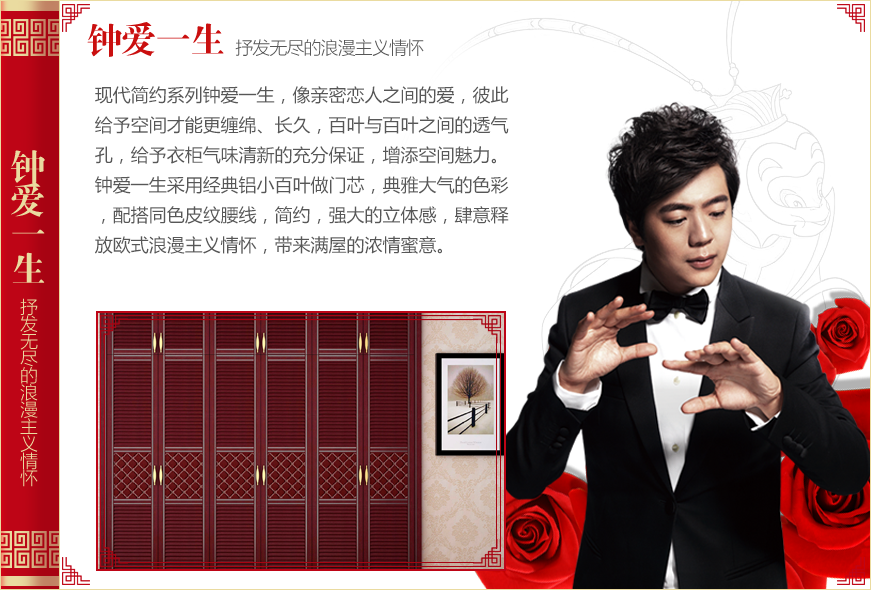 钟爱一生
抒发无尽的浪漫主义情怀
钟爱一生 抒发无尽的浪漫主义情怀
现代简约系列钟爱一生，像亲密恋人之间的爱，彼此
给予空间才能更缠绵、长久，百叶与百叶之间的透气
孔，给予衣柜气味清新的充分保证，增添空间魅力。
钟爱一生采用经典铝小百叶做门芯，典雅大气的色彩
，配搭同色皮纹腰线，简约，强大的立体感，肆意释
放欧式浪漫主义情怀，带来满屋的浓情蜜意。